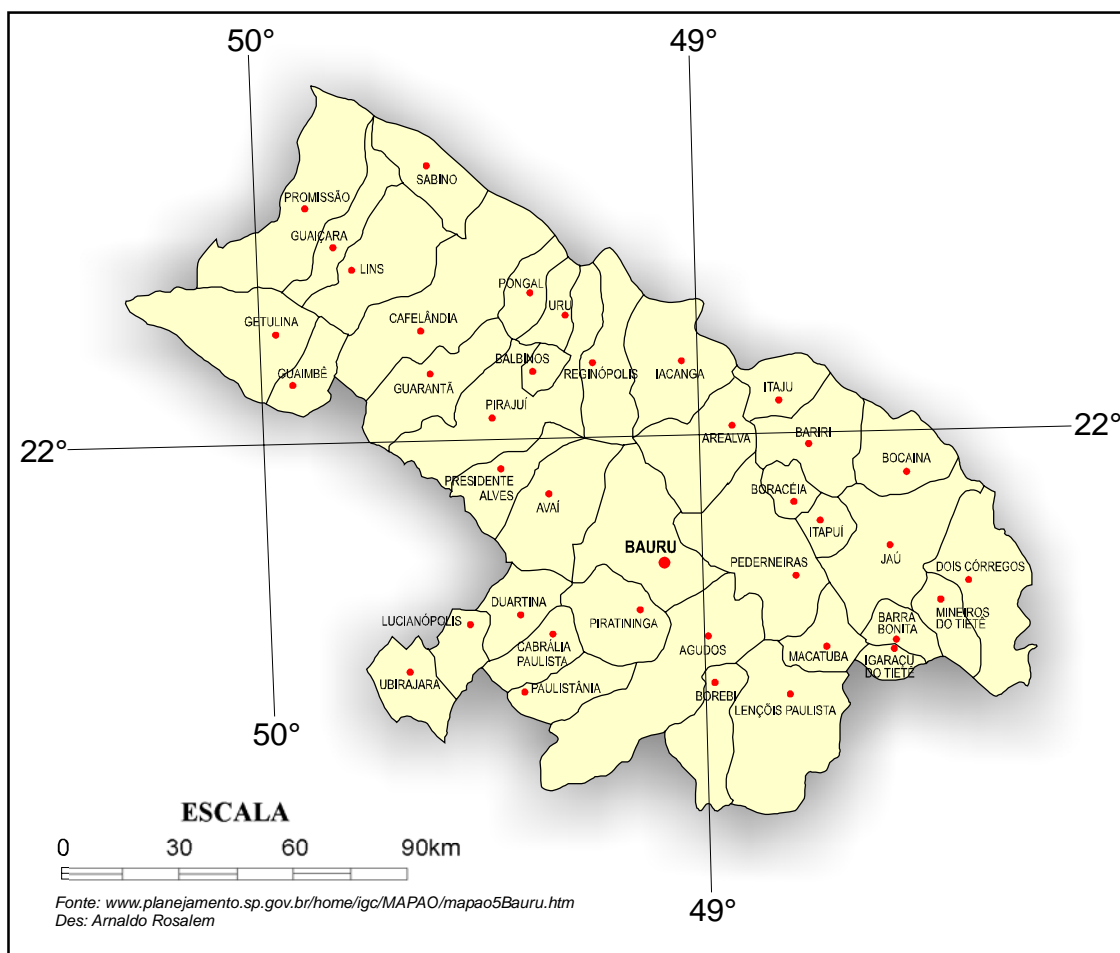 50°
49°
SABINO
PROMISSÃO
GUAIÇARA
LINS
PONGAL
URU
GETULINA
CAFELÂNDIA
BALBINOS
REGINÓPOLIS
IACANGA
GUAIMBÊ
GUARANTÃ
ITAJU
PIRAJUÍ
AREALVA
BARIRI
22°
22°
BOCAINA
PRESIDENTE
ALVES
AVAÍ
BORACÉIA
ITAPUÍ
BAURU
PEDERNEIRAS
JAÚ
DOIS CÓRREGOS
DUARTINA
LUCIANÓPOLIS
PIRATININGA
BARRA
BONITA
MINEIROS
DO TIETÊ
CABRÁLIA
PAULISTA
AGUDOS
MACATUBA
IGARAÇU
DO TIETÊ
UBIRAJARA
PAULISTÂNIA
BOREBI
LENÇÓIS PAULISTA
50°
49°
ESCALA
0 30 60 90km
Fonte: www.planejamento.sp.gov.br/home/igc/MAPAO/mapao5Bauru.htm
Des: Arnaldo Rosalem